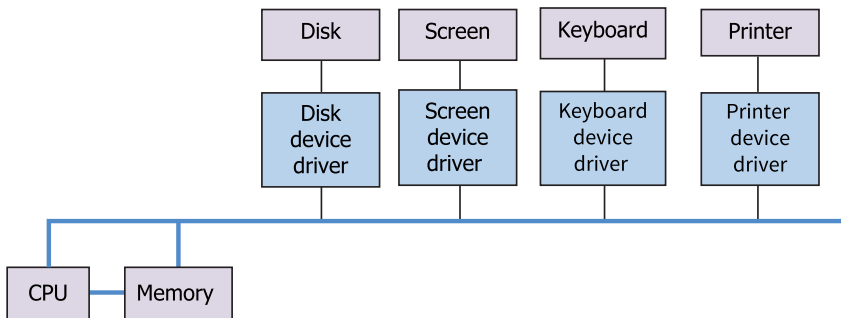 Disk
Screen
Keyboard
Printer
Disk
device
driver
Screen
device
driver
Keyboard
device
driver
Printer
device
driver
CPU
Memory